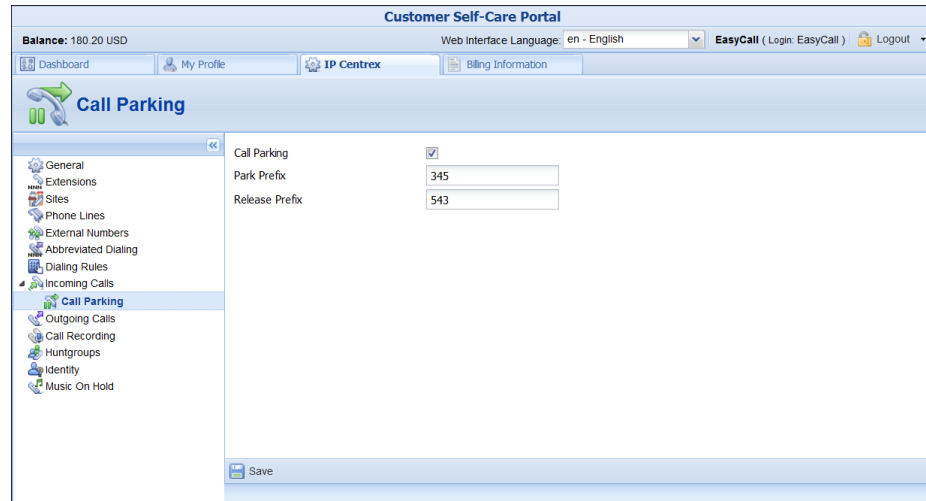 Customer Self-Care Portal
Balance: 180.20 USD Web Interface Language: en - English EasyCall ( Login: EasyCall ) Logout
Dashboard My Profile IP Centrex Billing Information
Call Parking
General
Extensions
Sites
Phone Lines
External Numbers
Abbreviated Dialing
Dialing Rules
Incoming Calls
Call Parking
Outgoing Calls
Call Recording
Huntgroups
Identity
Music On Hold
Call Parking
Park Prefix 345
Release Prefix 543
Save